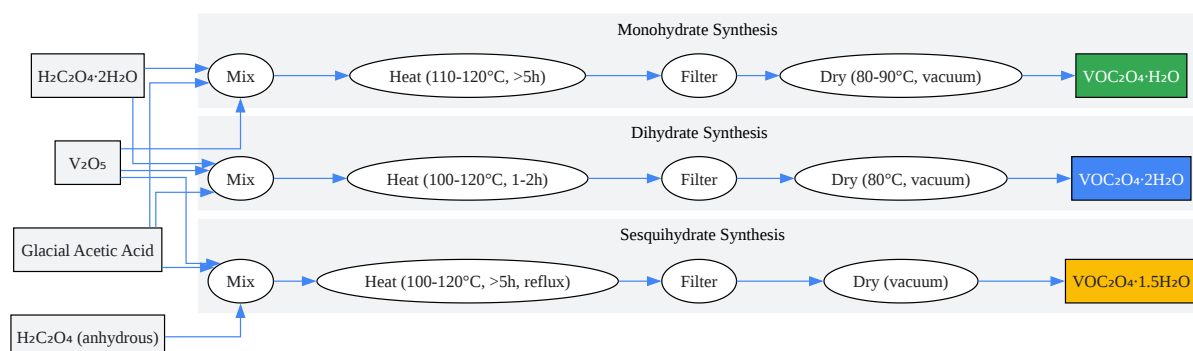 Monohydrate Synthesis
H₂C₂O₄·2H₂O
Mix
Heat (110-120°C, >5h)
Filter
Dry (80-90°C, vacuum)
VOC₂O₄·H₂O
Dihydrate Synthesis
V₂O₅
Mix
Heat (100-120°C, 1-2h)
Filter
Dry (80°C, vacuum)
VOC₂O₄·2H₂O
Sesquihydrate Synthesis
Glacial Acetic Acid
Mix
Heat (100-120°C, >5h, reflux)
Filter
Dry (vacuum)
VOC₂O₄·1.5H₂O
H₂C₂O₄ (anhydrous)